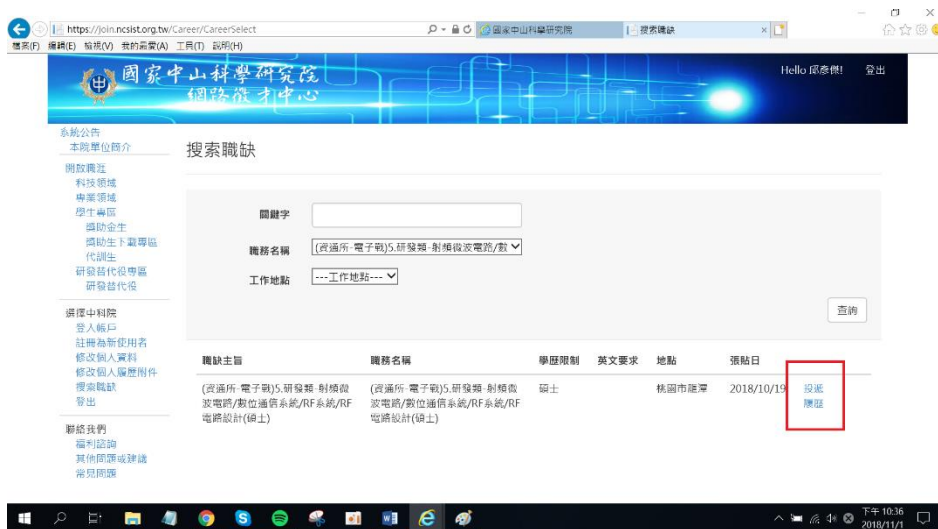 https://join.ncsist.org.tw/Career/CareerSelect
國家中山科學研究院
搜索職缺
檔案(F) 編輯(E) 檢視(V) 我的最愛(A) 工具(T) 說明(H)
國家中山科學研究院
網路徵才中心
Hello 邱彥傑!
登出
系統公告
本院單位簡介
開放職涯
科技領域
專業領域
學生專區
獎助金生
獎助生下載專區
代訓生
研發替代役專區
研發替代役
選擇中科院
登入帳戶
註冊為新使用者
修改個人資料
修改個人履歷附件
搜索職缺
登出
聯絡我們
福利諮詢
其他問題或建議
常見問題
搜索職缺
關鍵字
職務名稱
(資通所-電子戰)5.研發類-射頻微波電路/數
工作地點
---工作地點---
查詢
職缺主旨 職務名稱 學歷限制 英文要求 地點 張貼日
(資通所-電子戰)5.研發類-射頻微 (資通所-電子戰)5.研發類-射頻微 碩士 桃園市龍潭 2018/10/19 投遞
波電路/數位通信系統/RF系統/RF 波電路/數位通信系統/RF系統/RF 履歷
電路設計(碩士) 電路設計(碩士)
下午 10:36
2018/11/1